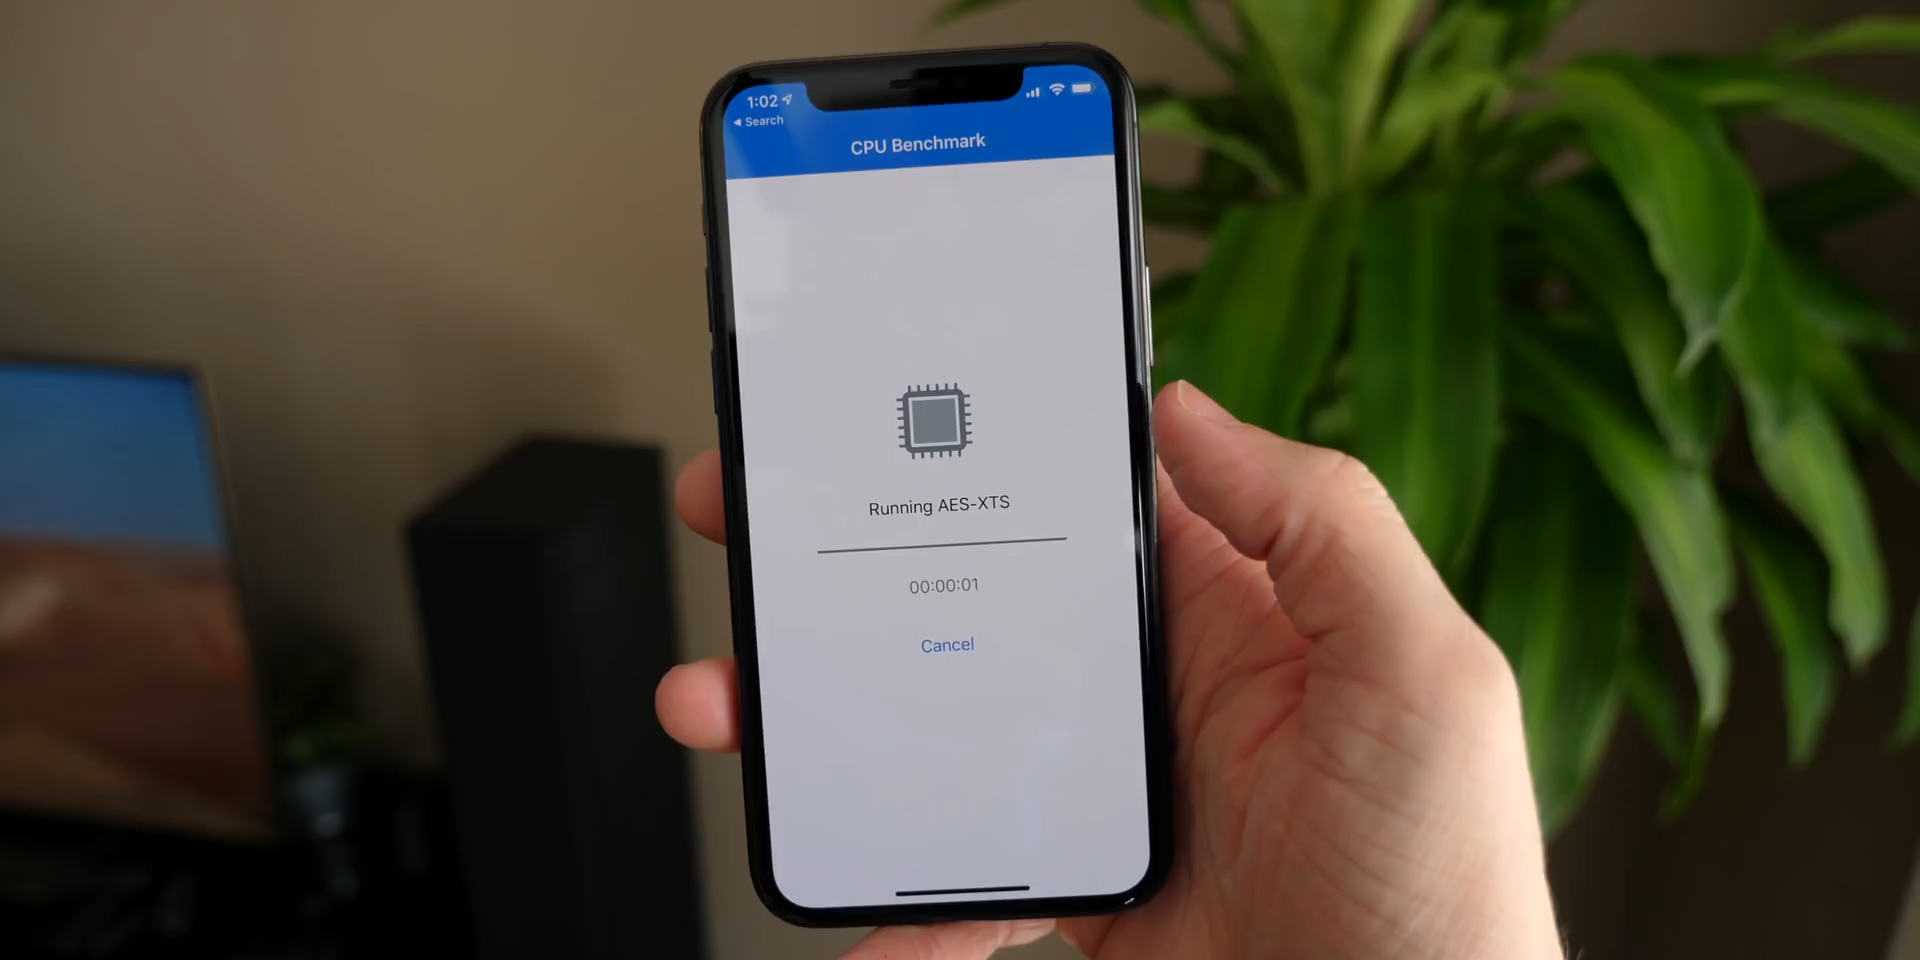 1:02
Search
CPU Benchmark
Running AES-XTS
00:00:01
Cancel